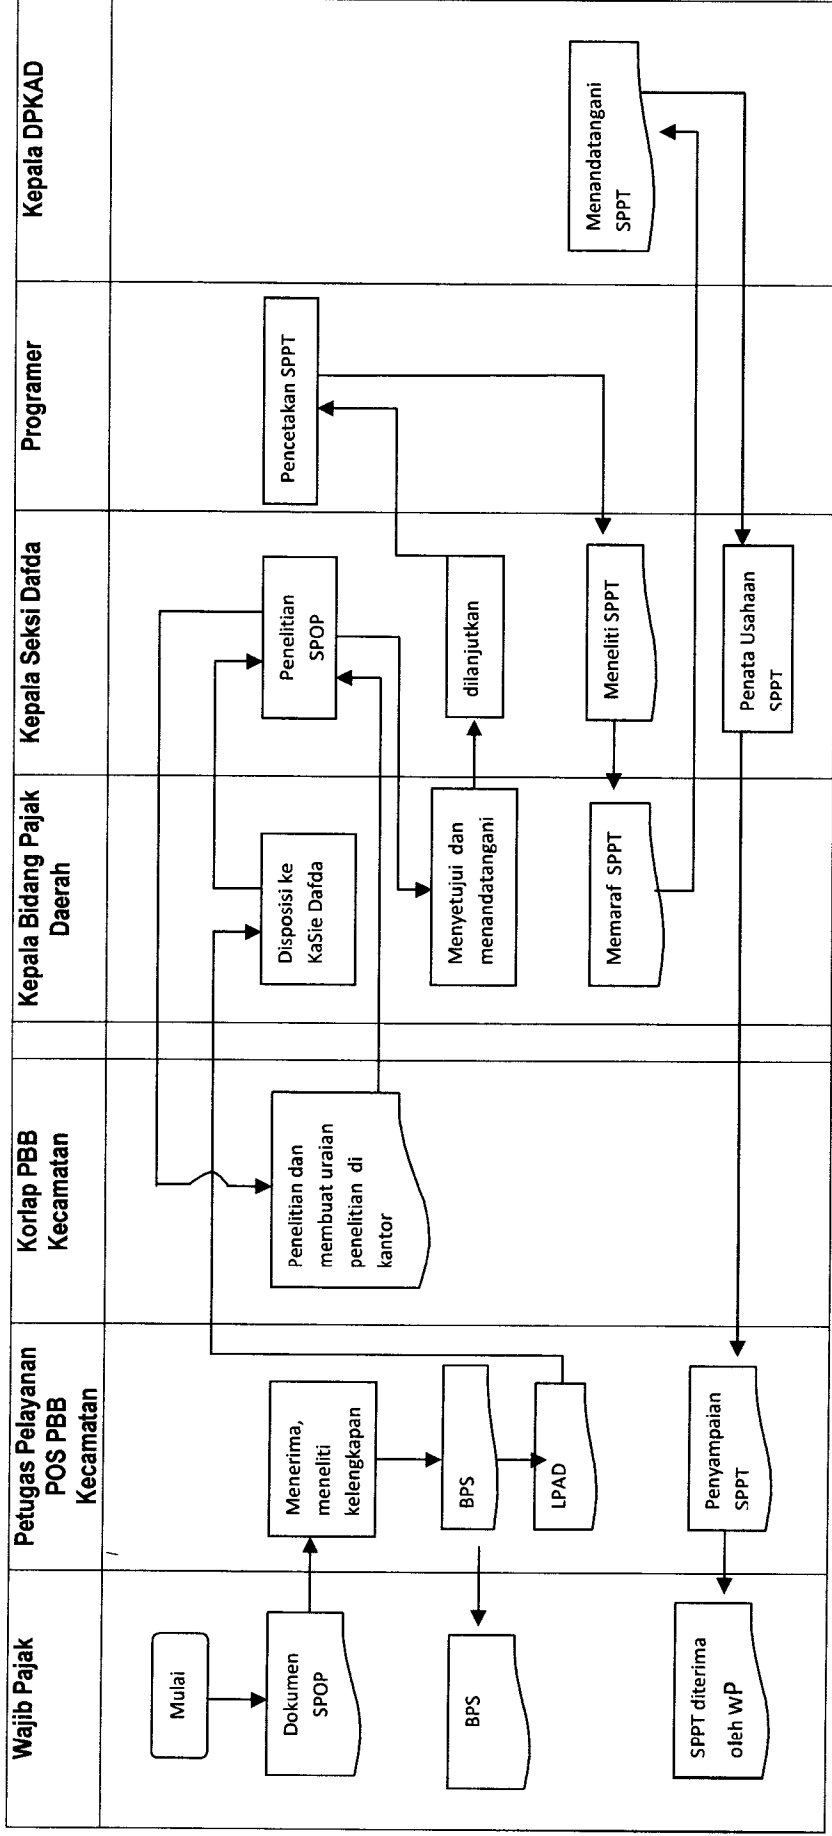 Wajib Pajak
Petugas Pelayanan
POS PBB
Kecamatan
Korlap PBB
Kecamatan
Kepala Bidang Pajak
Daerah
Kepala Seksi Dafda
Programer
Kepala DPKAD
Mulai
Dokumen
SPOP
Menerima,
meneliti
kelengkapan
Penelitian dan
membuat uraian
penelitian di
kantor
Disposisi ke
KaSie Dafda
Penelitian
SPOP
Pencetakan SPPT
BPS
BPS
LPAD
Menyetujui dan
menandatangani
dilanjutkan
Memaraf SPPT
Meneliti SPPT
Menandatangani
SPPT
SPPT diterima
oleh WP
Penyampaian
SPPT
Penata Usahaan
SPPT